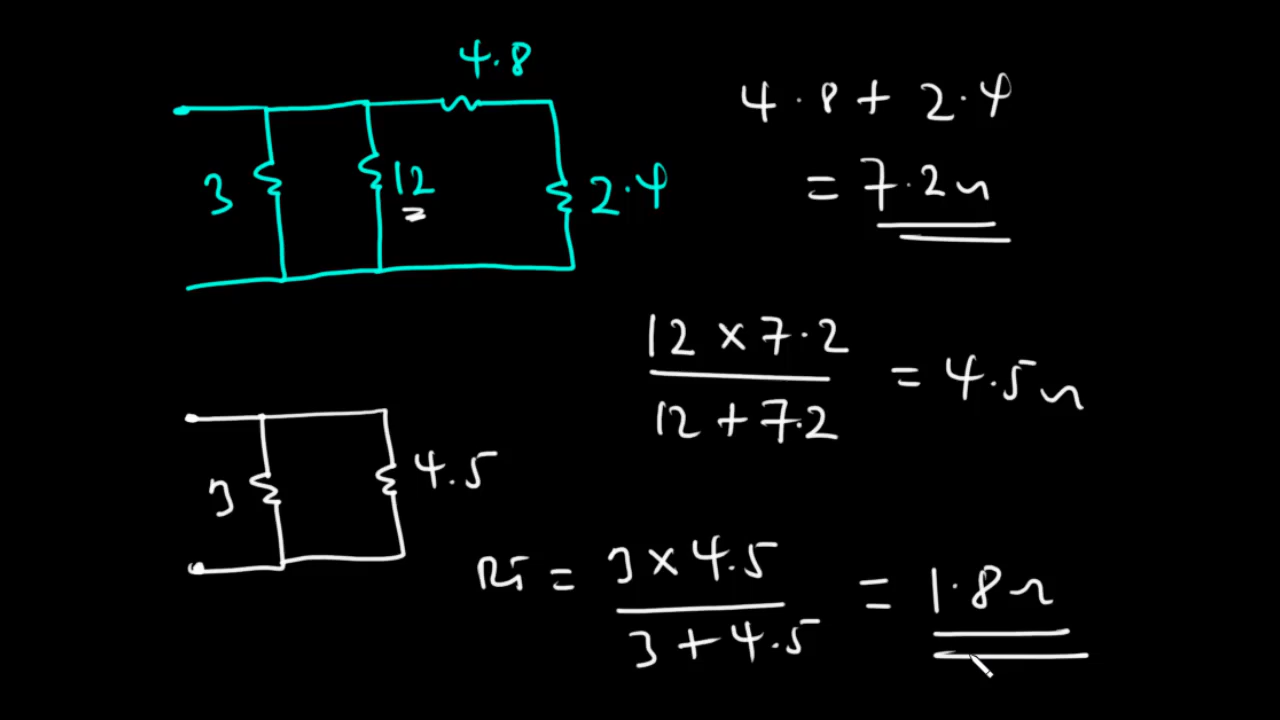 4.8
3
12
2.4
4.8 + 2.4
= 7.2Ω
12 × 7.2
12 + 7.2
= 4.5Ω
3
4.5
RT = 3 × 4.5
3 + 4.5
= 1.8Ω